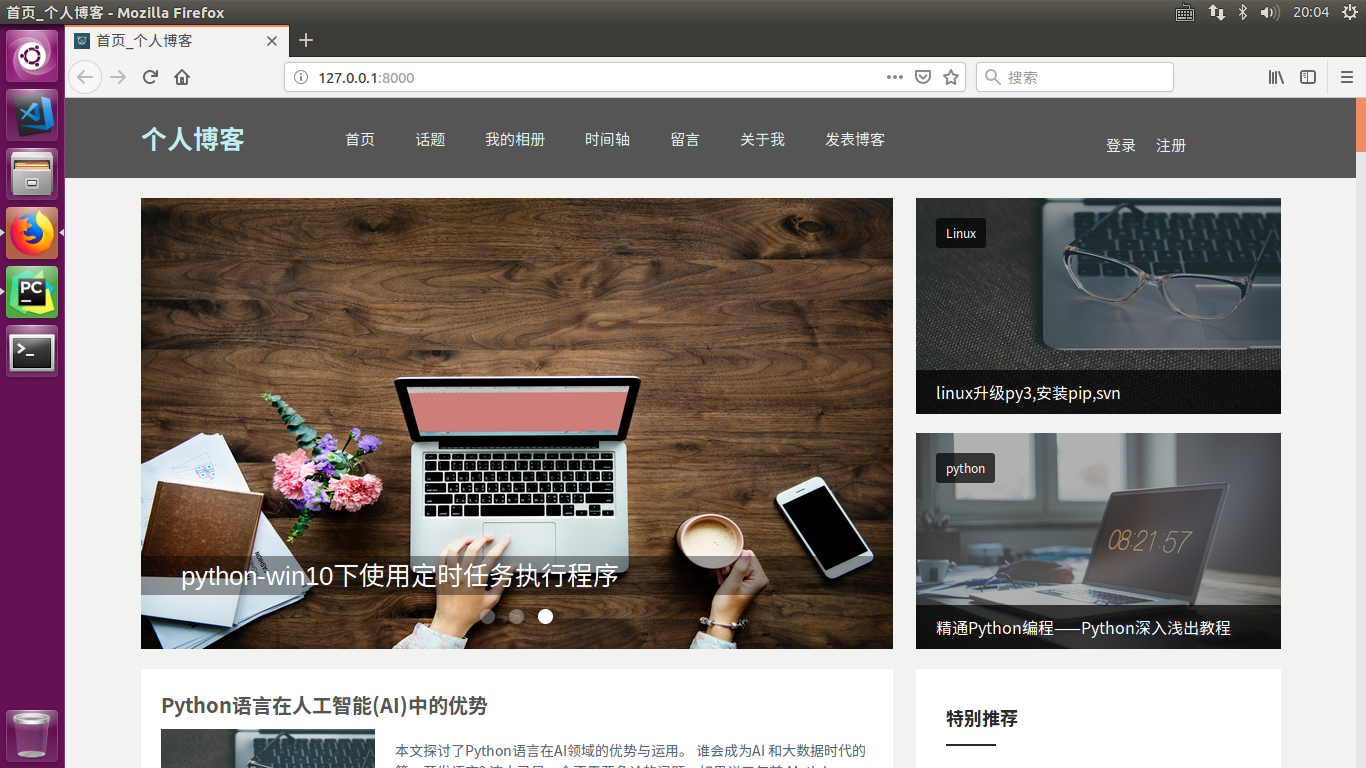 首页_个人博客 - Mozilla Firefox
20:04
首页_个人博客
127.0.0.1:8000
搜索
个人博客
首页
话题
我的相册
时间轴
留言
关于我
发表博客
登录
注册
python-win10下使用定时任务执行程序
Linux
linux升级py3,安装pip,svn
python
08:21:57
精通Python编程——Python深入浅出教程
Python语言在人工智能(AI)中的优势
本文探讨了Python语言在AI领域的优势与运用。 谁会成为AI 和大数据时代的
特别推荐
PC